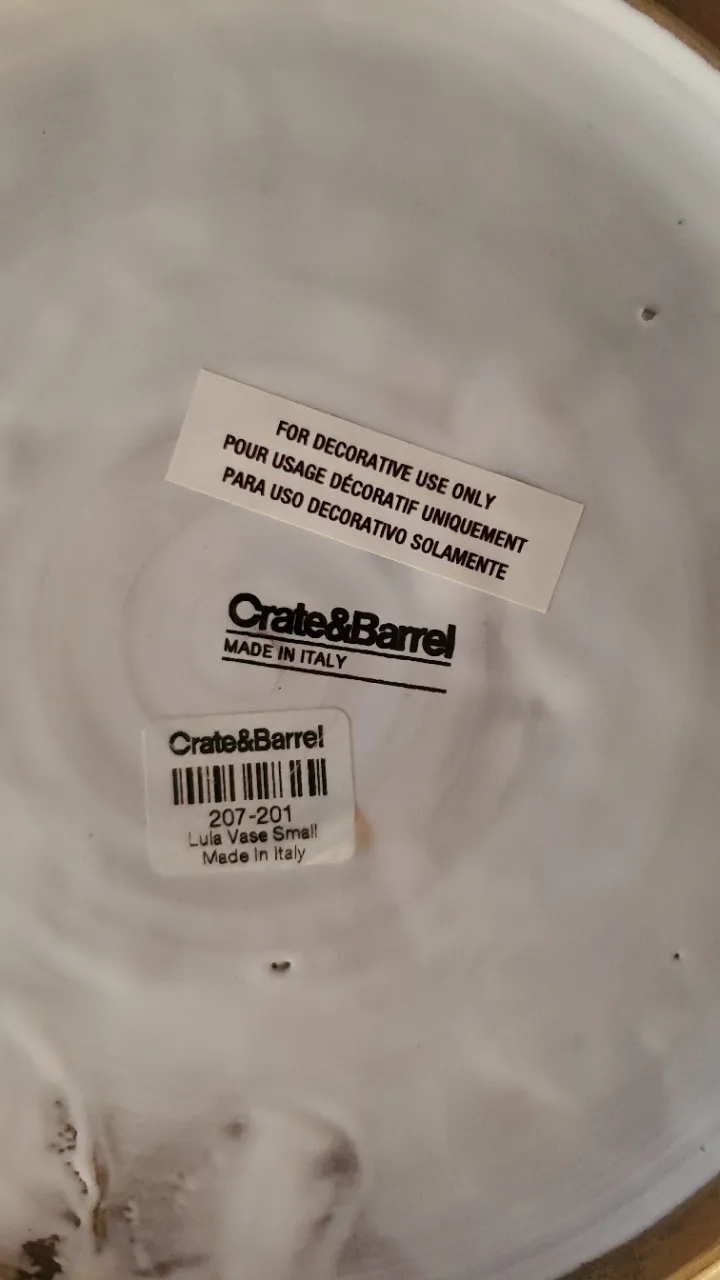 FOR DECORATIVE USE ONLY
POUR USAGE DÉCORATIF UNIQUEMENT
PARA USO DECORATIVO SOLAMENTE
Crate&Barrel
MADE IN ITALY
Crate&Barrel
207-201
Lula Vase Small
Made In Italy